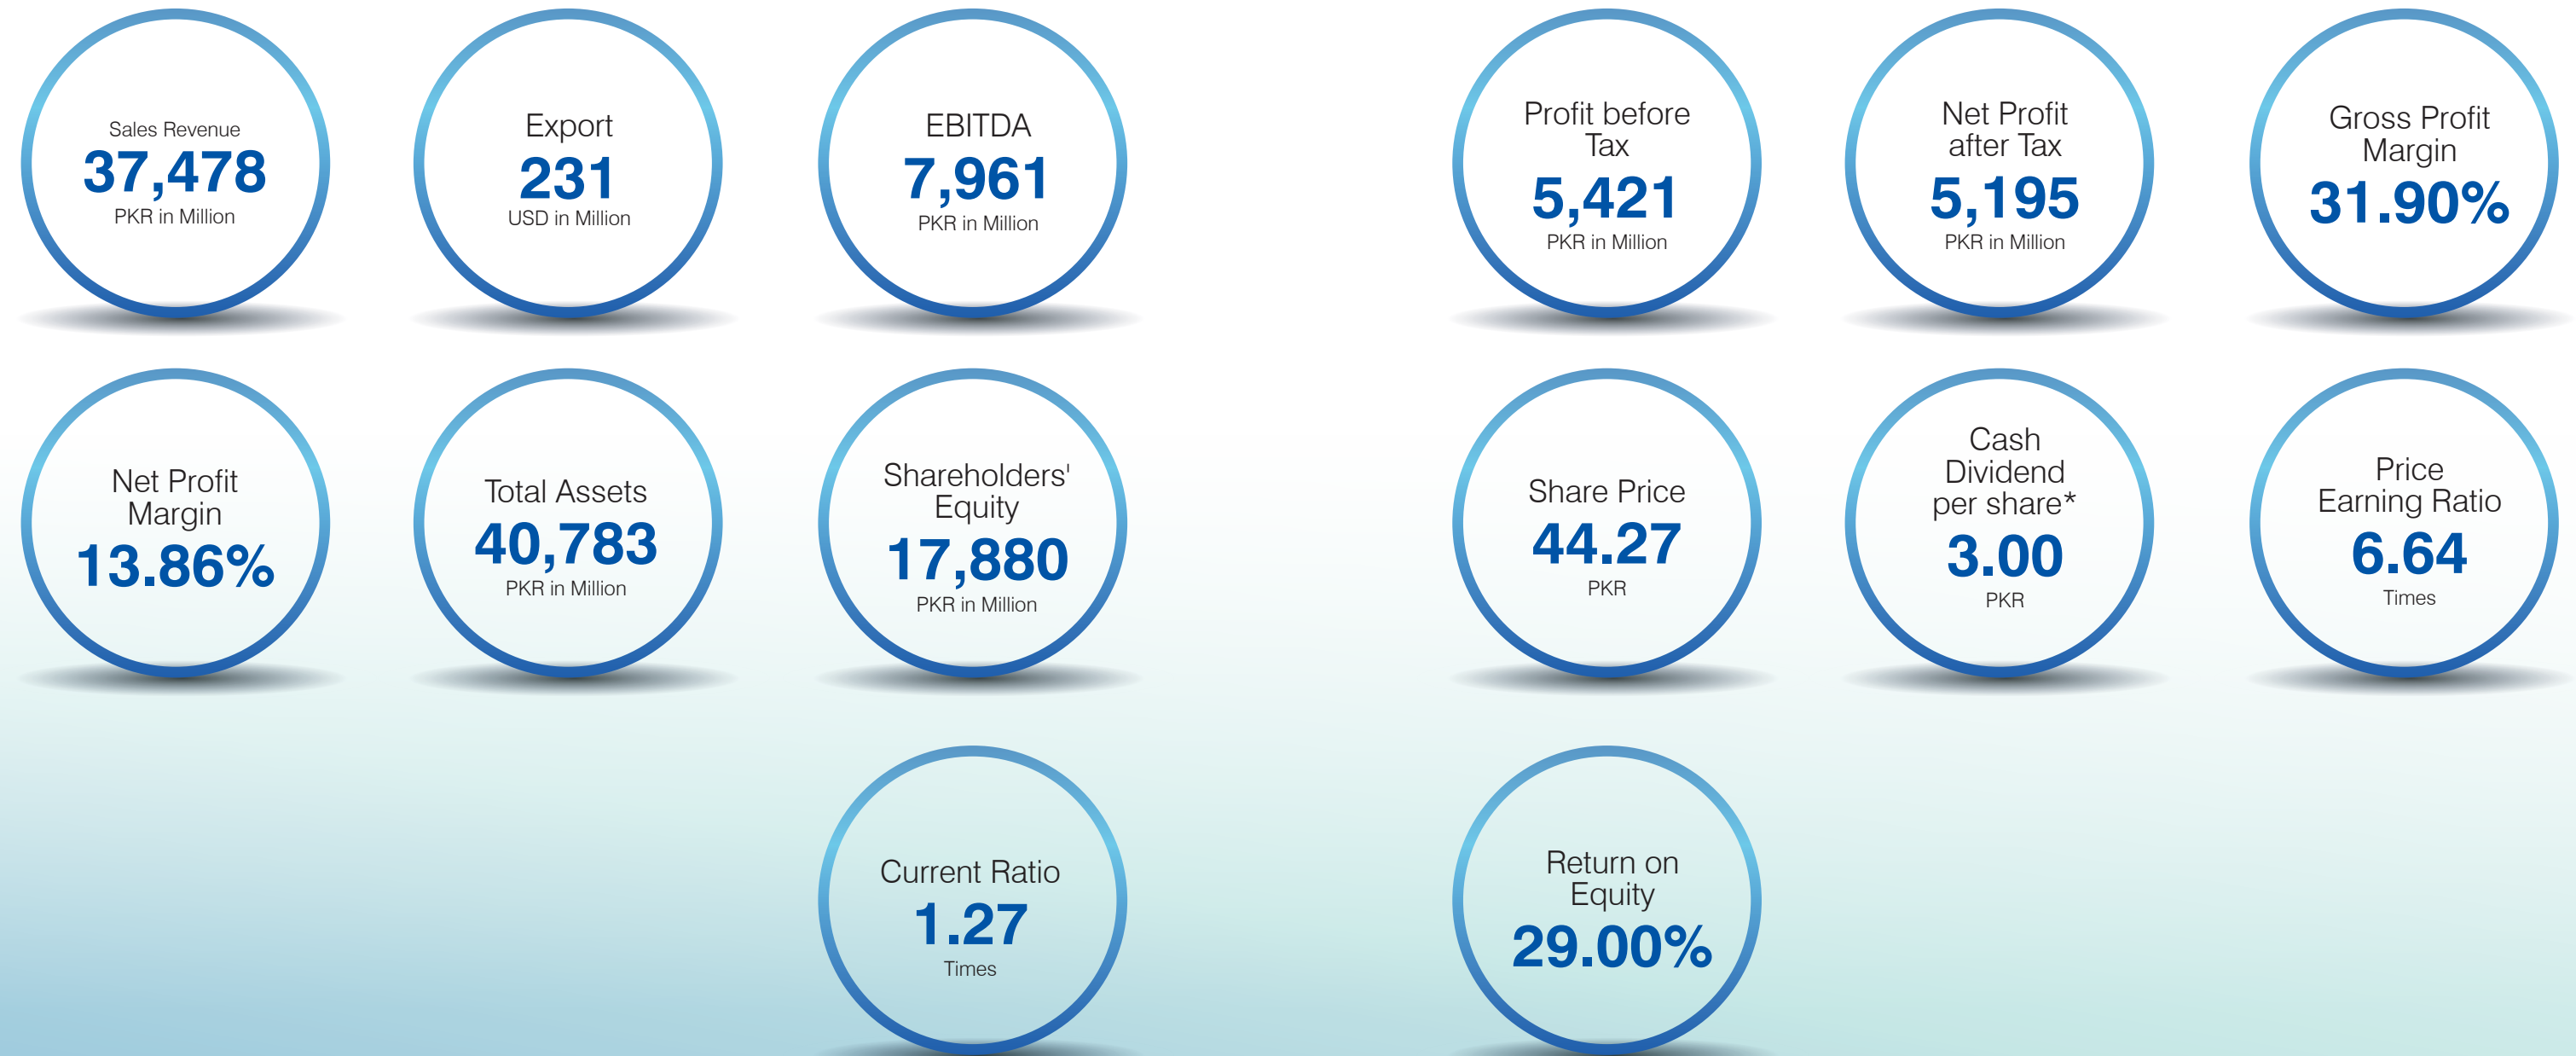 Sales Revenue
37,478
PKR in Million
Export
231
USD in Million
EBITDA
7,961
PKR in Million
Profit before
Tax
5,421
PKR in Million
Net Profit
after Tax
5,195
PKR in Million
Gross Profit
Margin
31.90%
Net Profit
Margin
13.86%
Total Assets
40,783
PKR in Million
Shareholders'
Equity
17,880
PKR in Million
Share Price
44.27
PKR
Cash
Dividend
per share*
3.00
PKR
Price
Earning Ratio
6.64
Times
Current Ratio
1.27
Times
Return on
Equity
29.00%